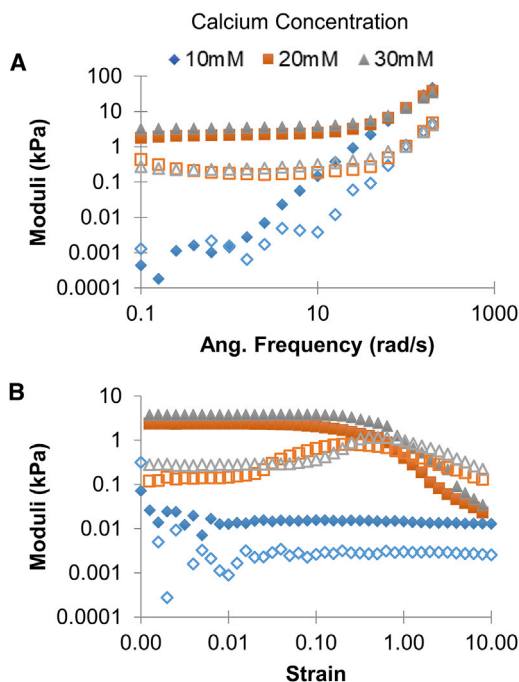 Calcium Concentration
10mM 20mM 30mM
A
Moduli (kPa)
100
10
1
0.1
0.01
0.001
0.0001
0.1 10 1000
Ang. Frequency (rad/s)
B
Moduli (kPa)
10
1
0.1
0.01
0.001
0.0001
0.00 0.01 0.10 1.00 10.00
Strain